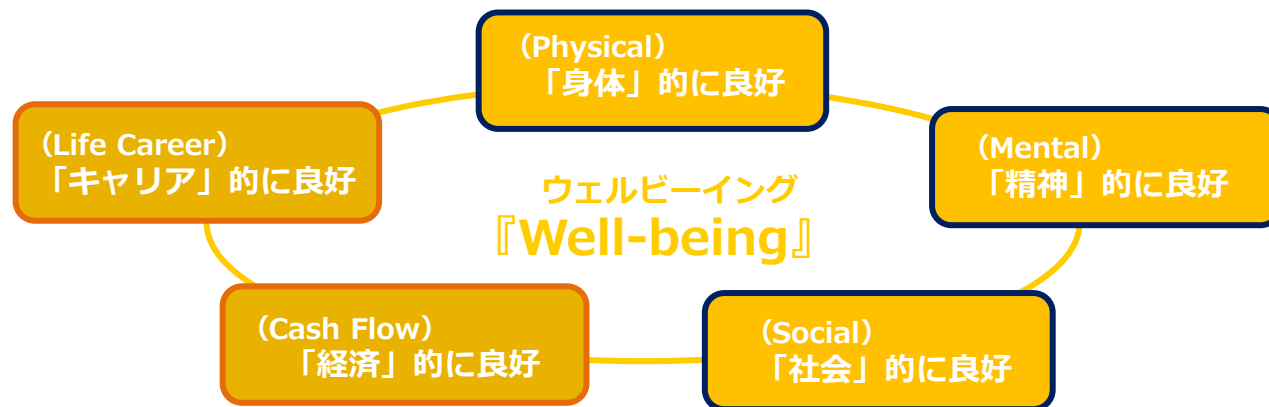 （Physical）
「身体」的に良好
（Life Career）
「キャリア」的に良好
（Mental）
「精神」的に良好
ウェルビーイング
『Well-being』
（Cash Flow）
「経済」的に良好
（Social）
「社会」的に良好